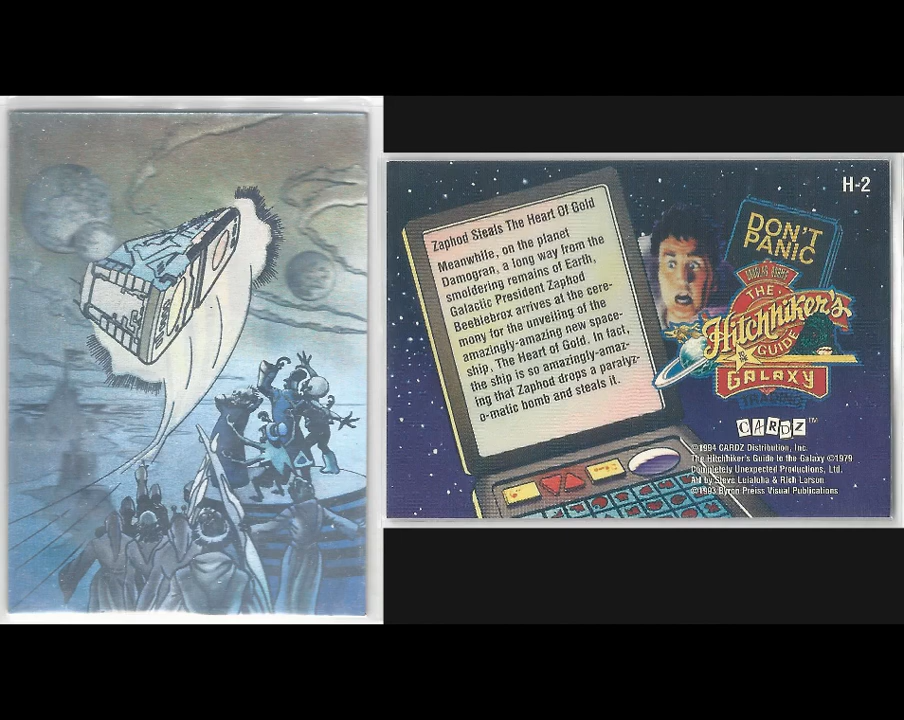 H-2
Zaphod Steals The Heart Of Gold
Meanwhile, on the planet
Damogran, a long way from the
smoldering remains of Earth,
Galactic President Zaphod
Beeblebrox arrives at the cere-
mony for the unveiling of the
amazingly-amazing new space-
ship, The Heart of Gold. In fact,
the ship is so amazingly-amaz-
ing that Zaphod drops a paralyz-
o-matic bomb and steals it.
DON'T
PANIC
DOUGLAS ADAMS
THE
Hitchhiker's
GUIDE
GALAXY
CARDZ™
©1994 CARDZ Distribution, Inc.
The Hitchhiker's Guide to the Galaxy ©1979
Completely Unexpected Productions, Ltd.
Art by Steve Leialoha & Rich Larson
©1993 Byron Preiss Visual Publications